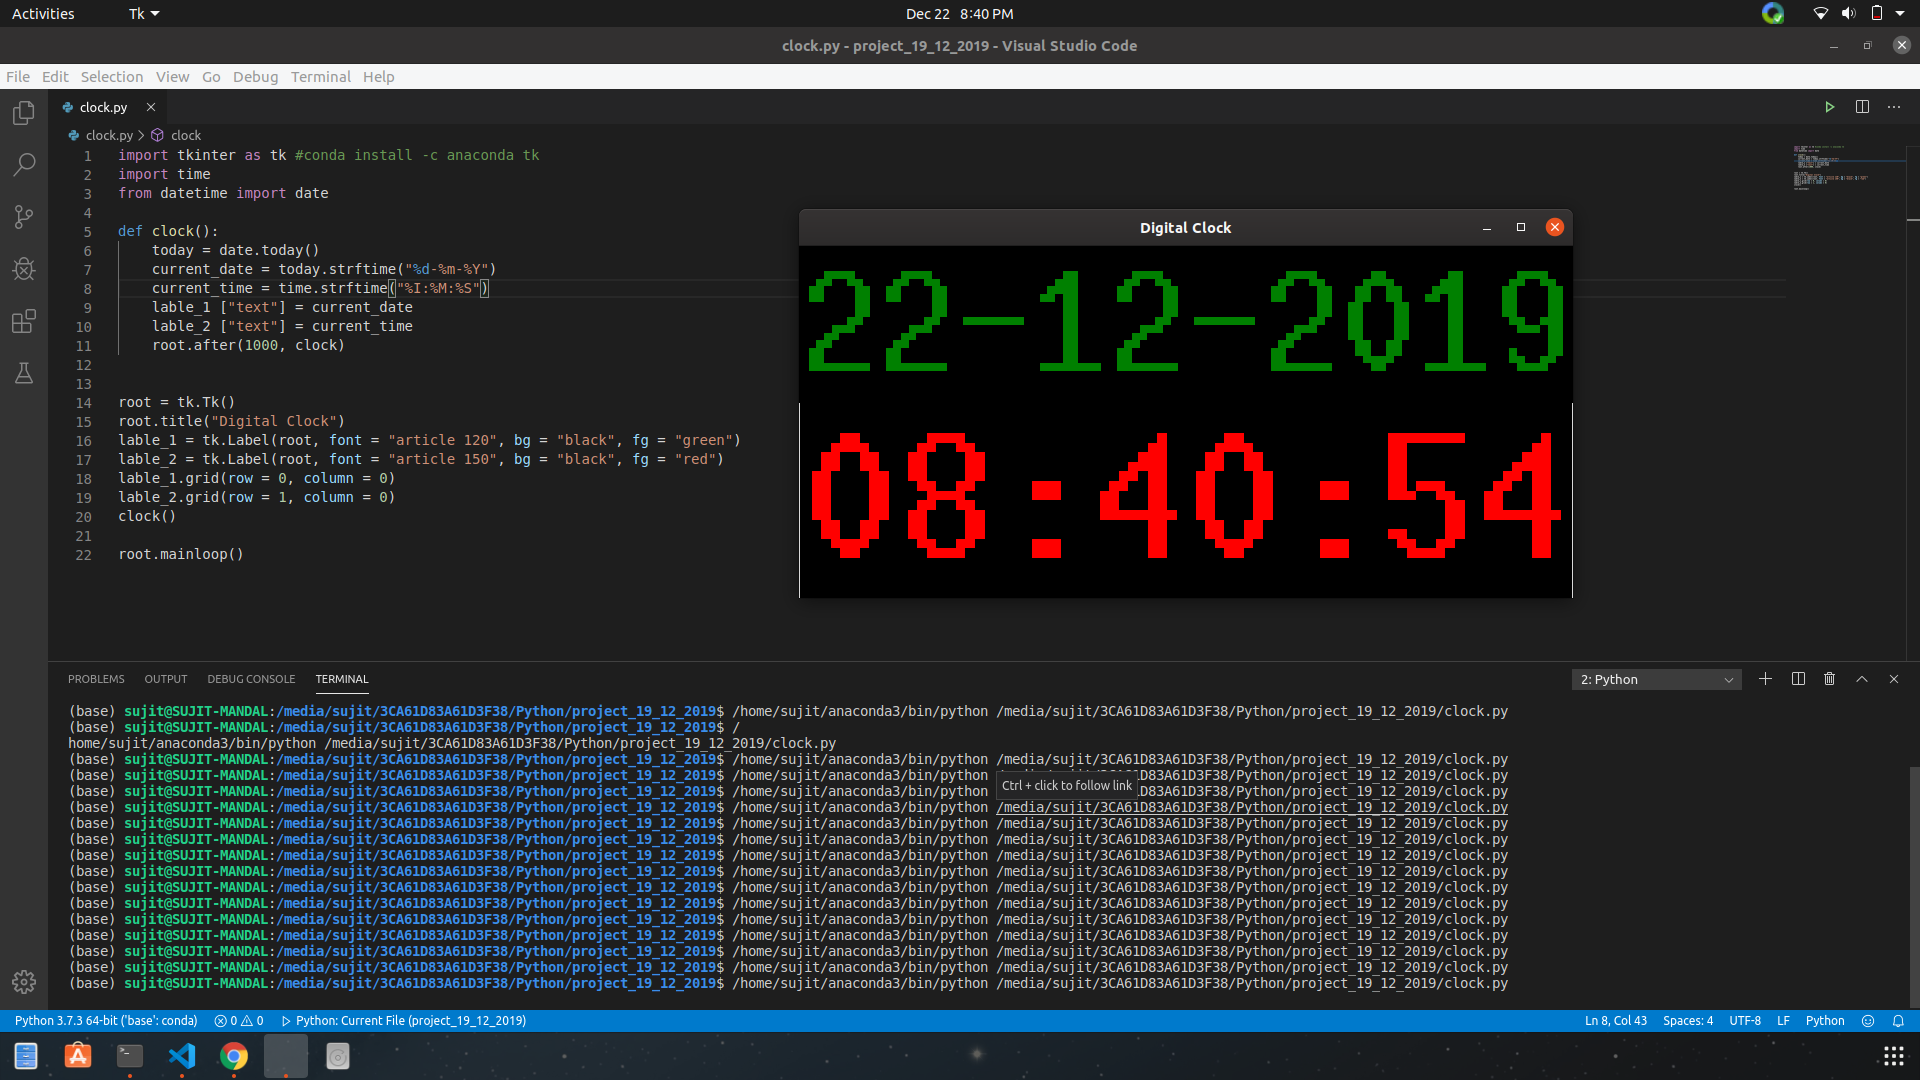 Activities
Tk
Dec 22 8:40 PM
clock.py - project_19_12_2019 - Visual Studio Code
File Edit Selection View Go Debug Terminal Help
clock.py
clock.py > clock
1 import tkinter as tk #conda install -c anaconda tk
2 import time
3 from datetime import date
4
5 def clock():
6     today = date.today()
7     current_date = today.strftime("%d-%m-%Y")
8     current_time = time.strftime("%I:%M:%S")
9     lable_1 ["text"] = current_date
10     lable_2 ["text"] = current_time
11     root.after(1000, clock)
12
13
14 root = tk.Tk()
15 root.title("Digital Clock")
16 lable_1 = tk.Label(root, font = "article 120", bg = "black", fg = "green")
17 lable_2 = tk.Label(root, font = "article 150", bg = "black", fg = "red")
18 lable_1.grid(row = 0, column = 0)
19 lable_2.grid(row = 1, column = 0)
20 clock()
21
22 root.mainloop()
Digital Clock
22-12-2019
08:40:54
PROBLEMS OUTPUT DEBUG CONSOLE TERMINAL
2: Python
(base) sujit@SUJIT-MANDAL:/media/sujit/3CA61D83A61D3F38/Python/project_19_12_2019$ /home/sujit/anaconda3/bin/python /media/sujit/3CA61D83A61D3F38/Python/project_19_12_2019/clock.py
(base) sujit@SUJIT-MANDAL:/media/sujit/3CA61D83A61D3F38/Python/project_19_12_2019$ /
home/sujit/anaconda3/bin/python /media/sujit/3CA61D83A61D3F38/Python/project_19_12_2019/clock.py
(base) sujit@SUJIT-MANDAL:/media/sujit/3CA61D83A61D3F38/Python/project_19_12_2019$ /home/sujit/anaconda3/bin/python /media/sujit/3CA61D83A61D3F38/Python/project_19_12_2019/clock.py
(base) sujit@SUJIT-MANDAL:/media/sujit/3CA61D83A61D3F38/Python/project_19_12_2019$ /home/sujit/anaconda3/bin/python /media/sujit/3CA61D83A61D3F38/Python/project_19_12_2019/clock.py
Ctrl + click to follow link
(base) sujit@SUJIT-MANDAL:/media/sujit/3CA61D83A61D3F38/Python/project_19_12_2019$ /home/sujit/anaconda3/bin/python 3CA61D83A61D3F38/Python/project_19_12_2019/clock.py
(base) sujit@SUJIT-MANDAL:/media/sujit/3CA61D83A61D3F38/Python/project_19_12_2019$ /home/sujit/anaconda3/bin/python /media/sujit/3CA61D83A61D3F38/Python/project_19_12_2019/clock.py
(base) sujit@SUJIT-MANDAL:/media/sujit/3CA61D83A61D3F38/Python/project_19_12_2019$ /home/sujit/anaconda3/bin/python /media/sujit/3CA61D83A61D3F38/Python/project_19_12_2019/clock.py
(base) sujit@SUJIT-MANDAL:/media/sujit/3CA61D83A61D3F38/Python/project_19_12_2019$ /home/sujit/anaconda3/bin/python /media/sujit/3CA61D83A61D3F38/Python/project_19_12_2019/clock.py
(base) sujit@SUJIT-MANDAL:/media/sujit/3CA61D83A61D3F38/Python/project_19_12_2019$ /home/sujit/anaconda3/bin/python /media/sujit/3CA61D83A61D3F38/Python/project_19_12_2019/clock.py
(base) sujit@SUJIT-MANDAL:/media/sujit/3CA61D83A61D3F38/Python/project_19_12_2019$ /home/sujit/anaconda3/bin/python /media/sujit/3CA61D83A61D3F38/Python/project_19_12_2019/clock.py
(base) sujit@SUJIT-MANDAL:/media/sujit/3CA61D83A61D3F38/Python/project_19_12_2019$ /home/sujit/anaconda3/bin/python /media/sujit/3CA61D83A61D3F38/Python/project_19_12_2019/clock.py
(base) sujit@SUJIT-MANDAL:/media/sujit/3CA61D83A61D3F38/Python/project_19_12_2019$ /home/sujit/anaconda3/bin/python /media/sujit/3CA61D83A61D3F38/Python/project_19_12_2019/clock.py
(base) sujit@SUJIT-MANDAL:/media/sujit/3CA61D83A61D3F38/Python/project_19_12_2019$ /home/sujit/anaconda3/bin/python /media/sujit/3CA61D83A61D3F38/Python/project_19_12_2019/clock.py
(base) sujit@SUJIT-MANDAL:/media/sujit/3CA61D83A61D3F38/Python/project_19_12_2019$ /home/sujit/anaconda3/bin/python /media/sujit/3CA61D83A61D3F38/Python/project_19_12_2019/clock.py
(base) sujit@SUJIT-MANDAL:/media/sujit/3CA61D83A61D3F38/Python/project_19_12_2019$ /home/sujit/anaconda3/bin/python /media/sujit/3CA61D83A61D3F38/Python/project_19_12_2019/clock.py
(base) sujit@SUJIT-MANDAL:/media/sujit/3CA61D83A61D3F38/Python/project_19_12_2019$ /home/sujit/anaconda3/bin/python /media/sujit/3CA61D83A61D3F38/Python/project_19_12_2019/clock.py
(base) sujit@SUJIT-MANDAL:/media/sujit/3CA61D83A61D3F38/Python/project_19_12_2019$ /home/sujit/anaconda3/bin/python /media/sujit/3CA61D83A61D3F38/Python/project_19_12_2019/clock.py
Python 3.7.3 64-bit ('base': conda) 0 0 Python: Current File (project_19_12_2019)
Ln 8, Col 43 Spaces: 4 UTF-8 LF Python